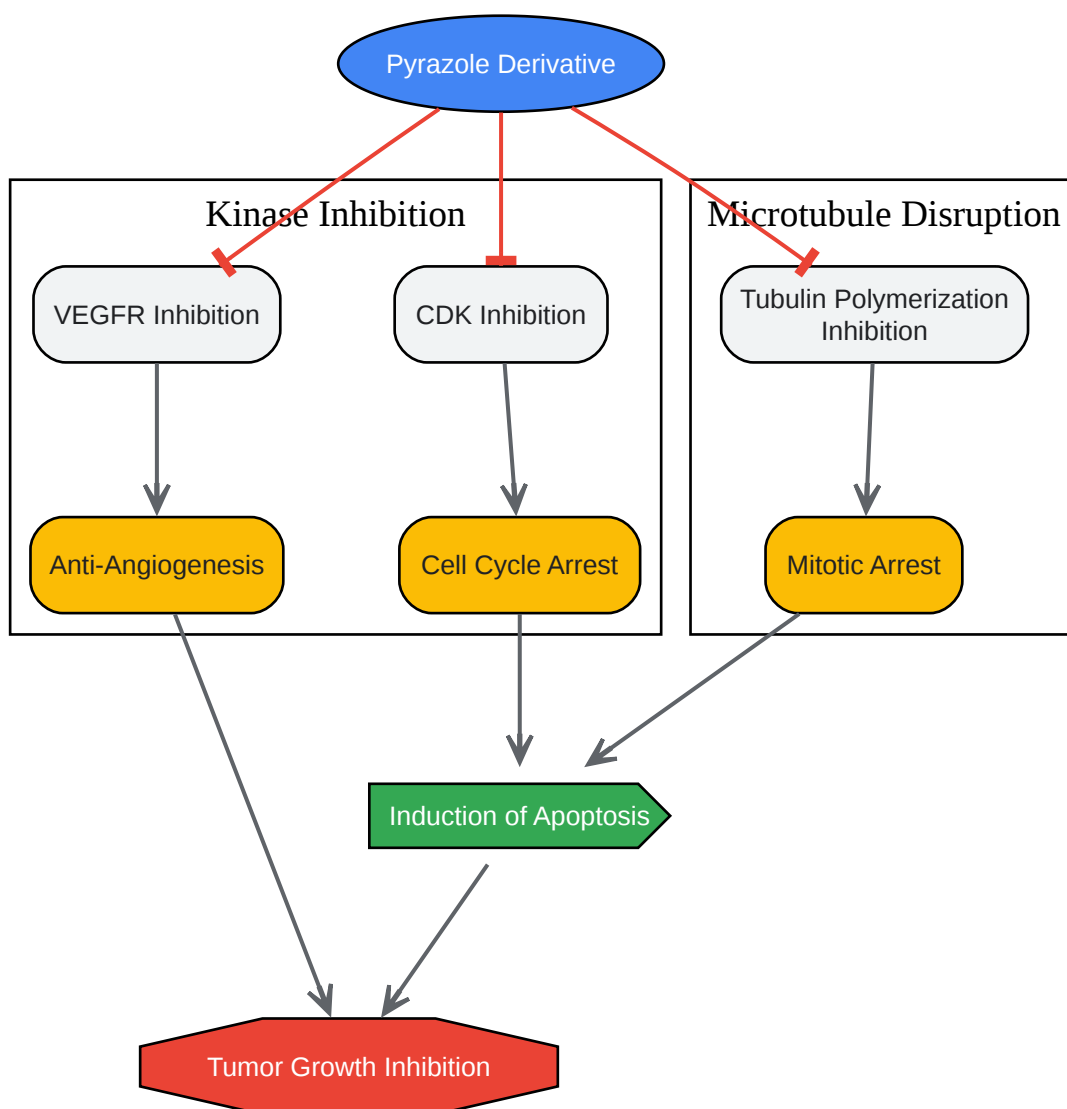 Pyrazole Derivative
Kinase Inhibition
Microtubule Disruption
VEGFR Inhibition
CDK Inhibition
Tubulin Polymerization
Inhibition
Anti-Angiogenesis
Cell Cycle Arrest
Mitotic Arrest
Induction of Apoptosis
Tumor Growth Inhibition